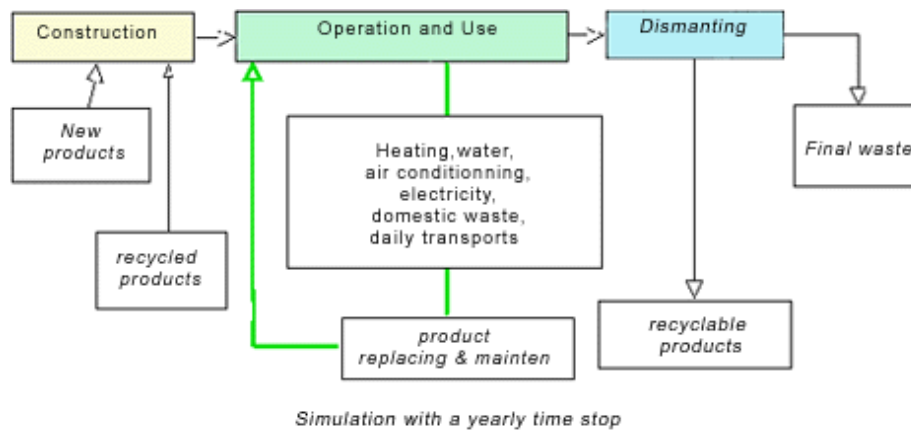 Construction
Operation and Use
Dismanting
New
products
recycled
products
Heating,water,
air conditionning,
electricity,
domestic waste,
daily transports
product
replacing & mainten
recyclable
products
Final waste
Simulation with a yearly time stop